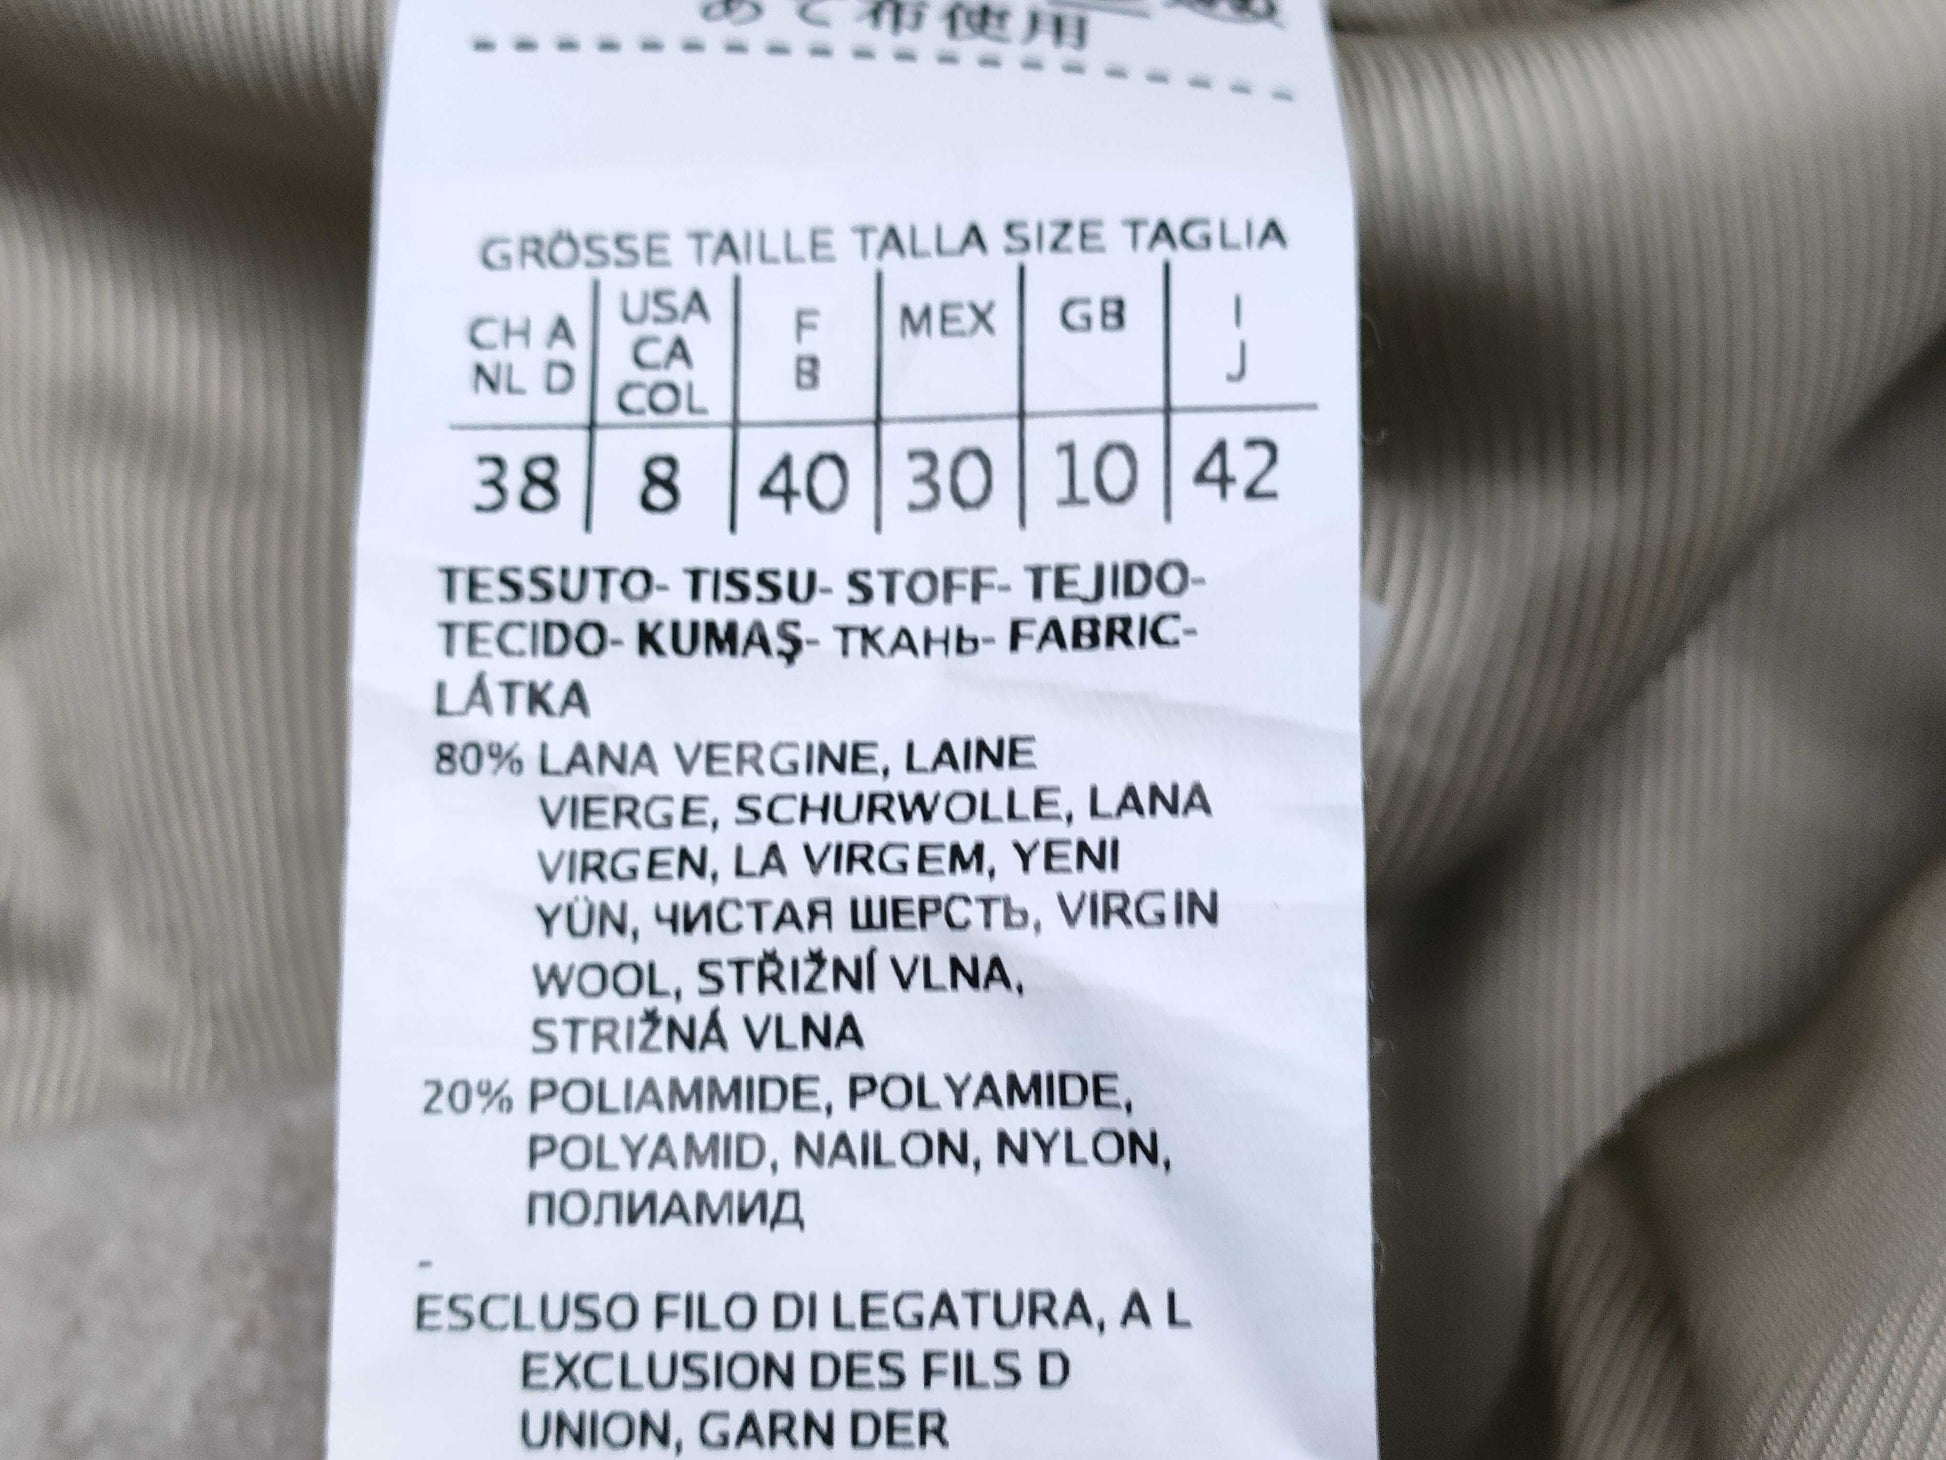 あて布使用
GRÖSSE TAILLE TALLA SIZE TAGLIA
CH A NL D USA CA COL F B MEX GB I J
38 8 40 30 10 42
TESSUTO- TISSU- STOFF- TEJIDO-
TECIDO- KUMAŞ- ТКАНЬ- FABRIC-
LÁTKA
80% LANA VERGINE, LAINE
VIERGE, SCHURWOLLE, LANA
VIRGEN, LA VIRGEM, YENI
YÜN, ЧИСТАЯ ШЕРСТЬ, VIRGIN
WOOL, STŘIŽNÍ VLNA,
STRIŽNÁ VLNA
20% POLIAMMIDE, POLYAMIDE,
POLYAMID, NAILON, NYLON,
ПОЛИАМИД
-
ESCLUSO FILO DI LEGATURA, A L
EXCLUSION DES FILS D
UNION, GARN DER